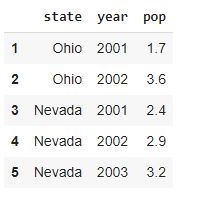 state year pop
1 Ohio 2001 1.7
2 Ohio 2002 3.6
3 Nevada 2001 2.4
4 Nevada 2002 2.9
5 Nevada 2003 3.2